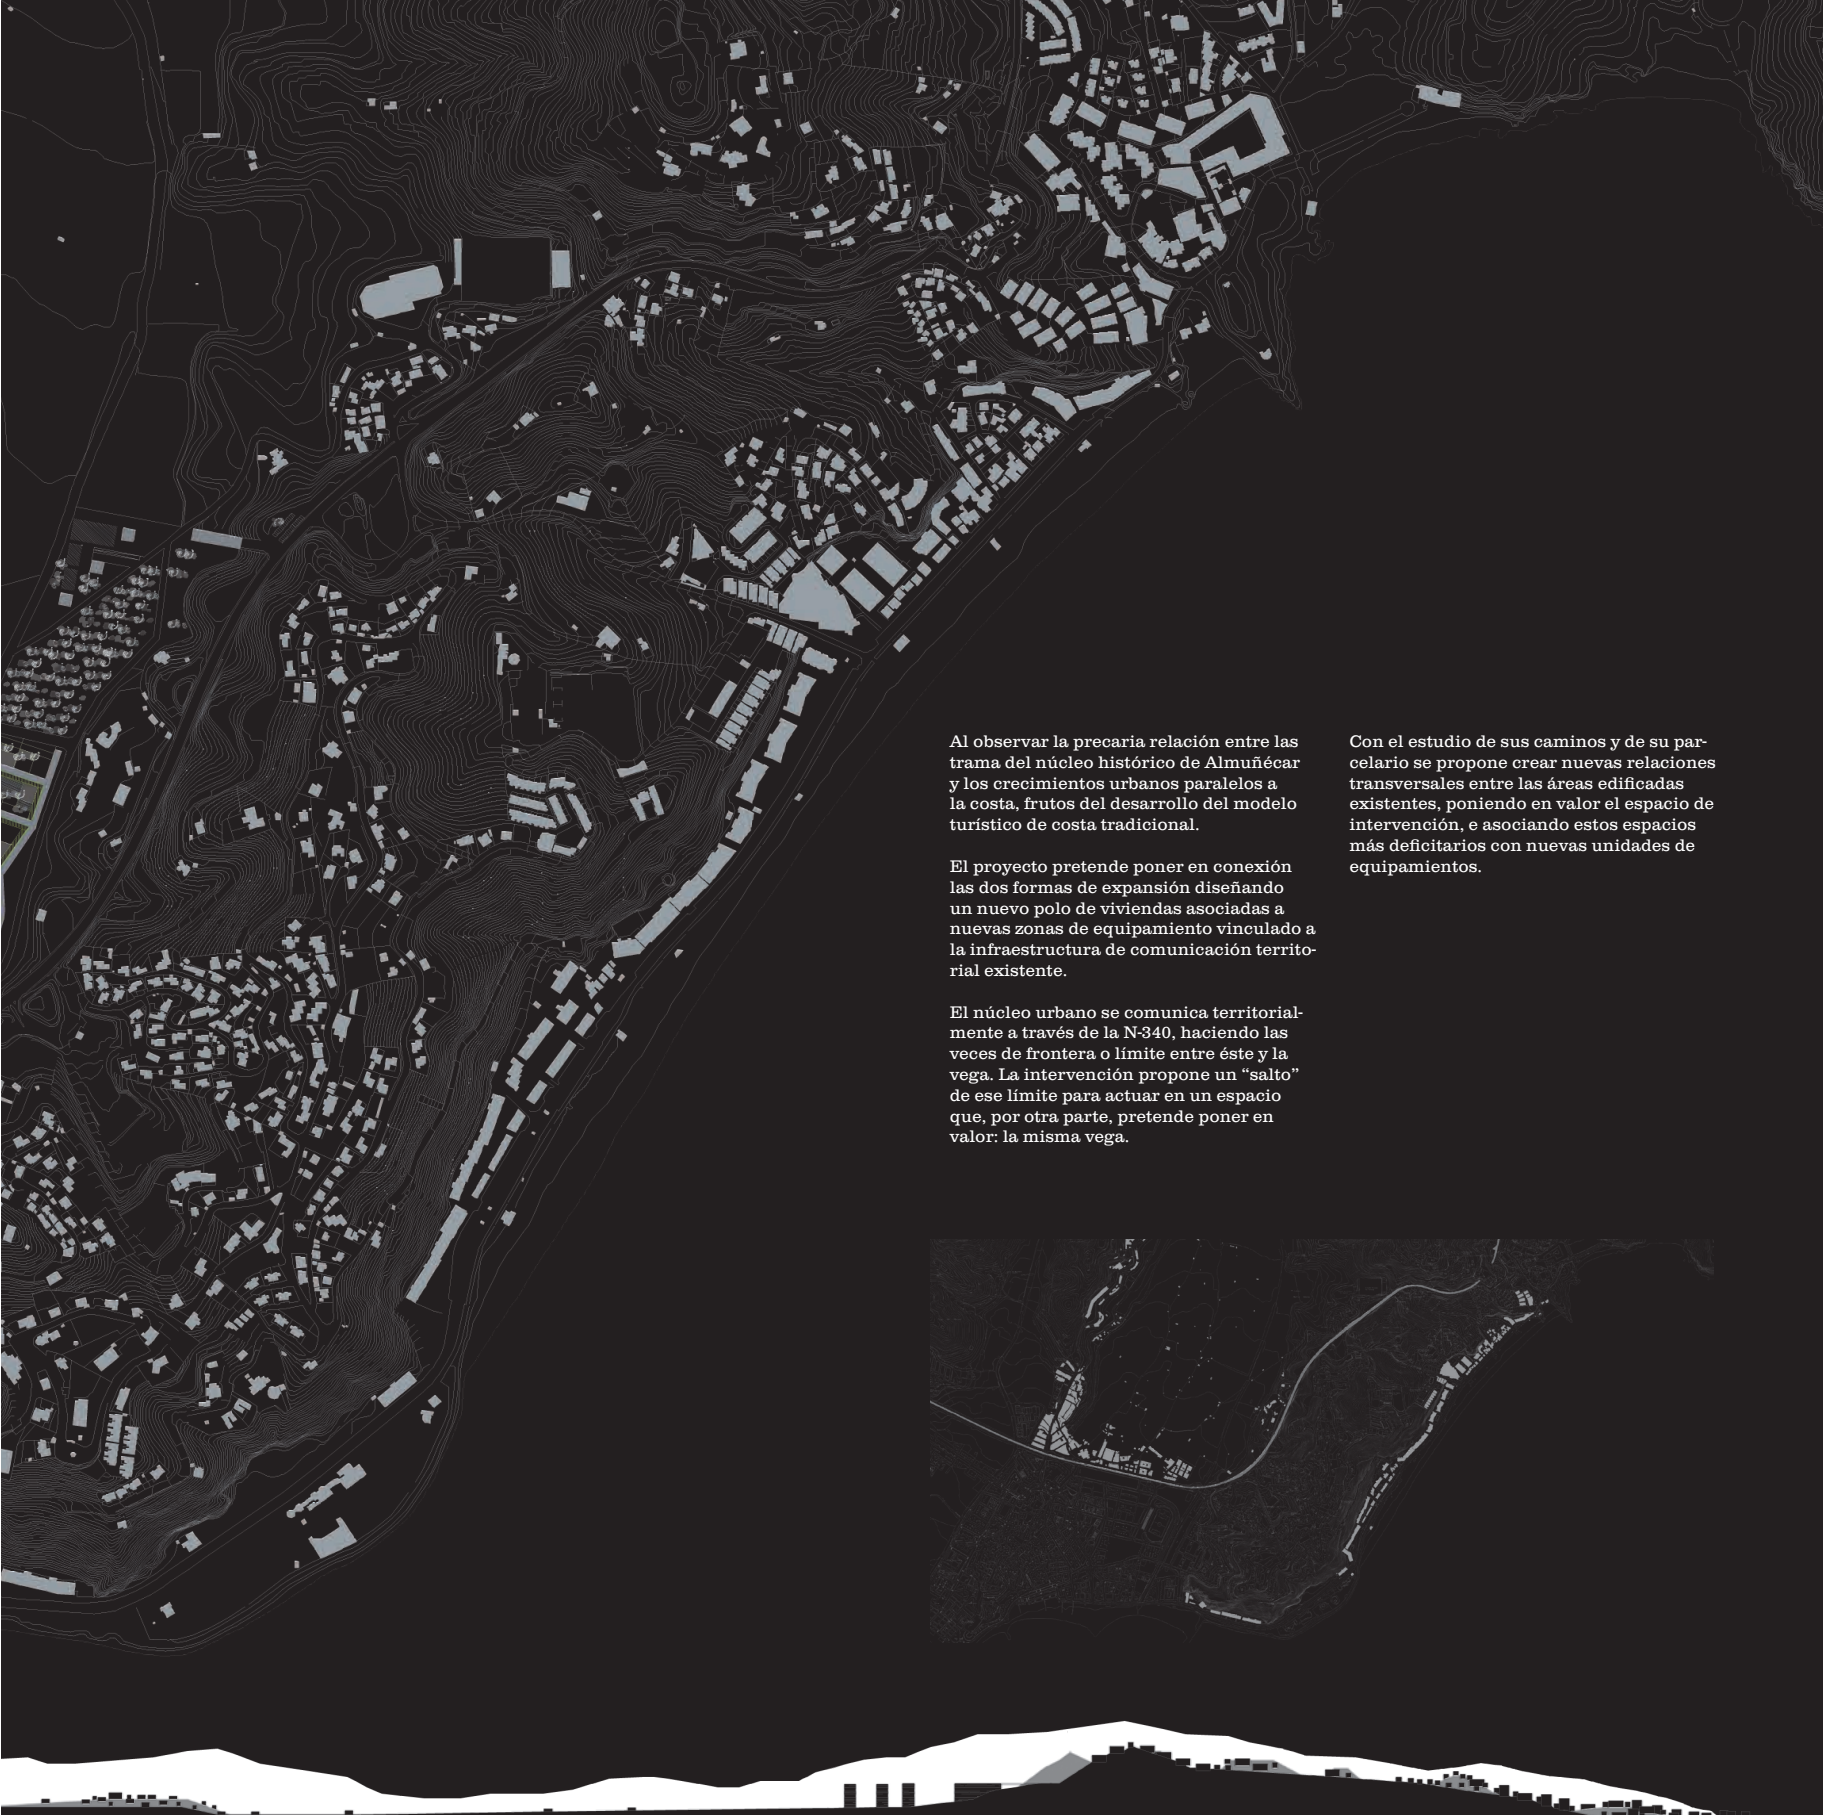 Al observar la precaria relación entre las
trama del núcleo histórico de Almuñécar
y los crecimientos urbanos paralelos a
la costa, frutos del desarrollo del modelo
turístico de costa tradicional.
El proyecto pretende poner en conexión
las dos formas de expansión diseñando
un nuevo polo de viviendas asociadas a
nuevas zonas de equipamiento vinculado a
la infraestructura de comunicación territo-
rial existente.
El núcleo urbano se comunica territorial-
mente a través de la N-340, haciendo las
veces de frontera o límite entre éste y la
vega. La intervención propone un “salto”
de ese límite para actuar en un espacio
que, por otra parte, pretende poner en
valor: la misma vega.
Con el estudio de sus caminos y de su par-
celario se propone crear nuevas relaciones
transversales entre las áreas edificadas
existentes, poniendo en valor el espacio de
intervención, e asociando estos espacios
más deficitarios con nuevas unidades de
equipamientos.